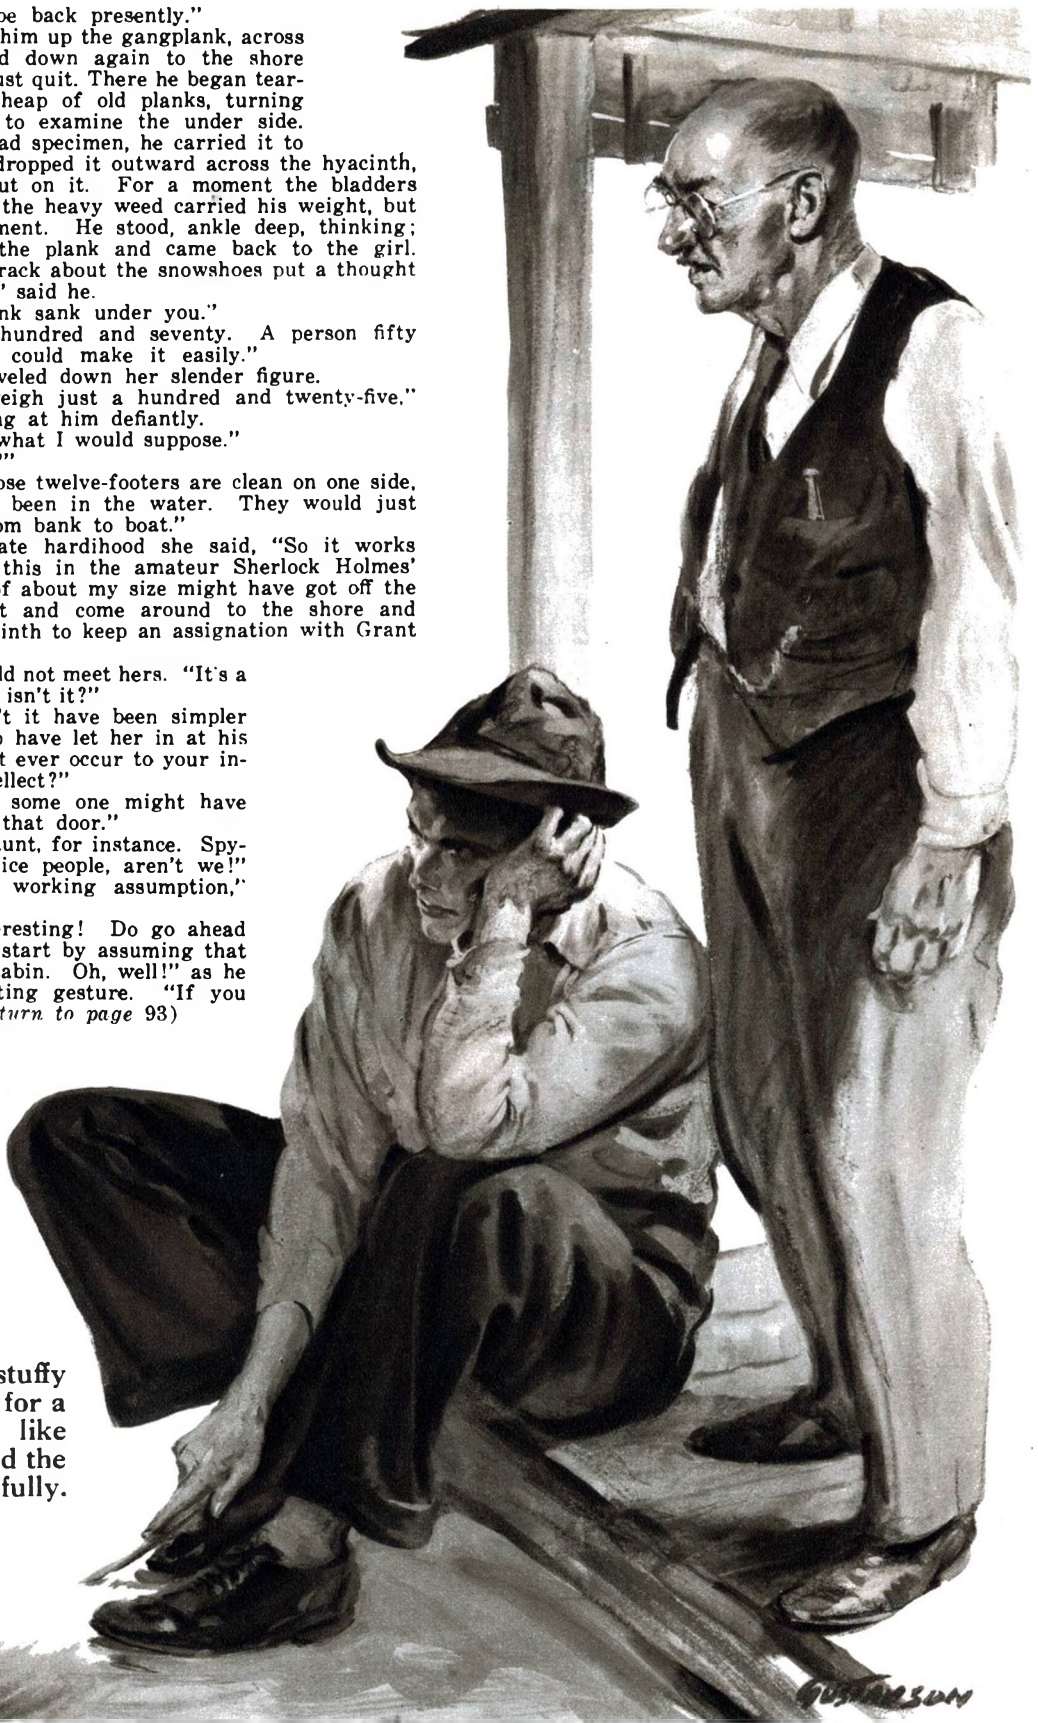 be back presently.”
him up the gangplank, across
d down again to the shore
ust quit. There he began tear-
heap of old planks, turning
to examine the under side.
ad specimen, he carried it to
dropped it outward across the hyacinth,
ut on it. For a moment the bladders
the heavy weed carried his weight, but
ment. He stood, ankle deep, thinking;
the plank and came back to the girl.
rack about the snowshoes put a thought
” said he.
nk sank under you.”
hundred and seventy. A person fifty
could make it easily.”
veled down her slender figure.
eigh just a hundred and twenty-five,”
ng at him defiantly.
what I would suppose.”
?”
ose twelve-footers are clean on one side,
been in the water. They would just
om bank to boat.”
ate hardihood she said, “So it works
this in the amateur Sherlock Holmes’
f about my size might have got off the
t and come around to the shore and
inth to keep an assignation with Grant
ld not meet hers. “It’s a
isn’t it?”
’t it have been simpler
o have let her in at his
t ever occur to your in-
ellect?”
some one might have
that door.”
unt, for instance. Spy-
ice people, aren’t we!”
working assumption,”
resting! Do go ahead
start by assuming that
abin. Oh, well!” as he
ting gesture. “If you
turn to page 93)
stuffy
for a
like
d the
fully.
GUSTAFSON